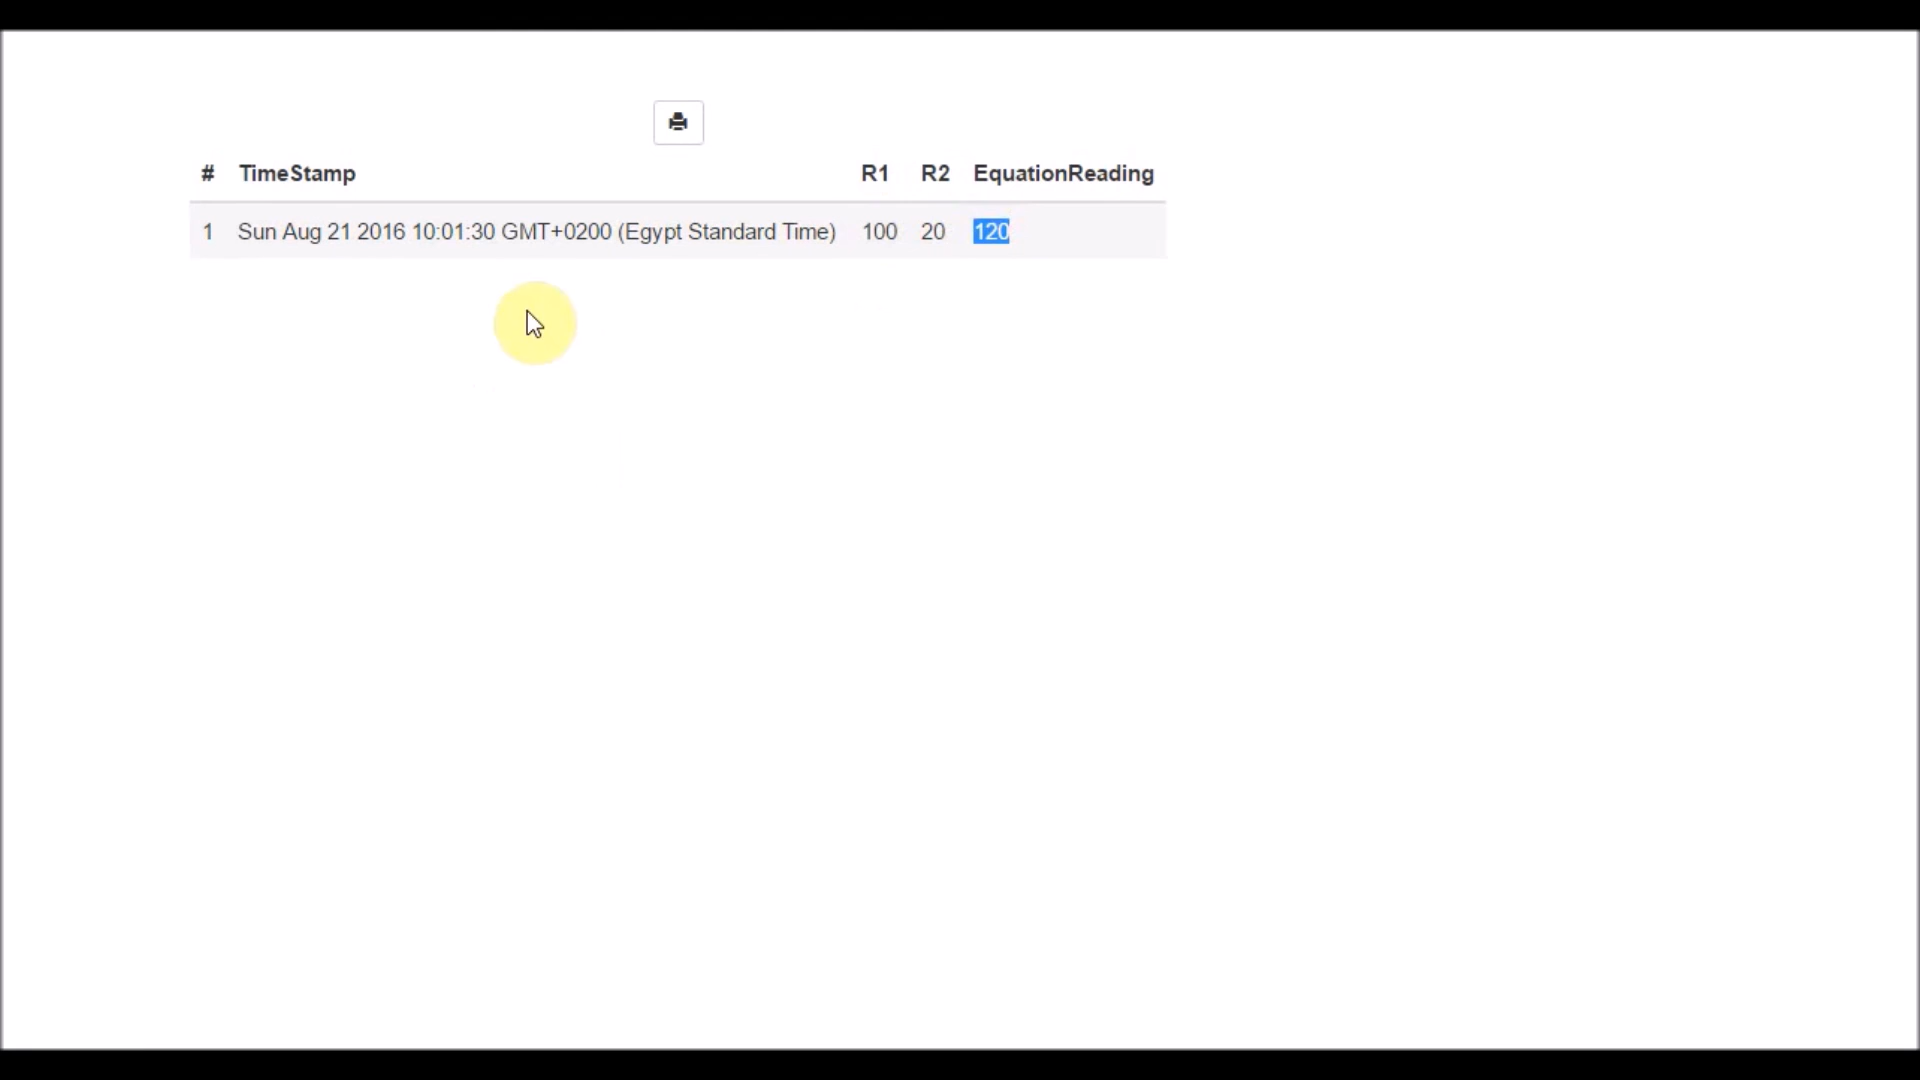 # TimeStamp R1 R2 EquationReading
1 Sun Aug 21 2016 10:01:30 GMT+0200 (Egypt Standard Time) 100 20 120